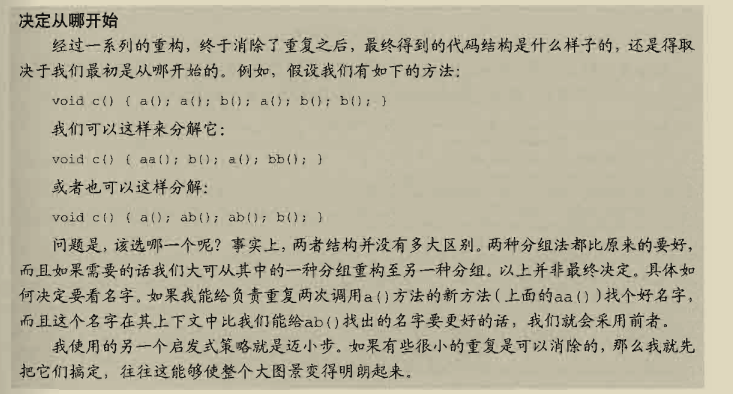 决定从哪开始
经过一系列的重构，终于消除了重复之后，最终得到的代码结构是什么样子的，还是得取
决于我们最初是从哪开始的。例如，假设我们有如下的方法：
void c() { a(); a(); b(); a(); b(); b(); }
我们可以这样来分解它：
void c() { aa(); b(); a(); bb(); }
或者也可以这样分解：
void c() { a(); ab(); ab(); b(); }
问题是，该选哪一个呢？事实上，两者结构并没有多大区别。两种分组法都比原来的要好，
而且如果需要的话我们大可从其中的一种分组重构至另一种分组。以上并非最终决定。具体如
何决定要看名字。如果我能给负责重复两次调用a()方法的新方法（上面的aa()）找个好名字，
而且这个名字在其上下文中比我们能给ab()找出的名字要更好的话，我们就会采用前者。
我使用的另一个启发式策略就是迈小步。如果有些很小的重复是可以消除的，那么我就先
把它们搞定，往往这能够使整个大图景变得明朗起来。